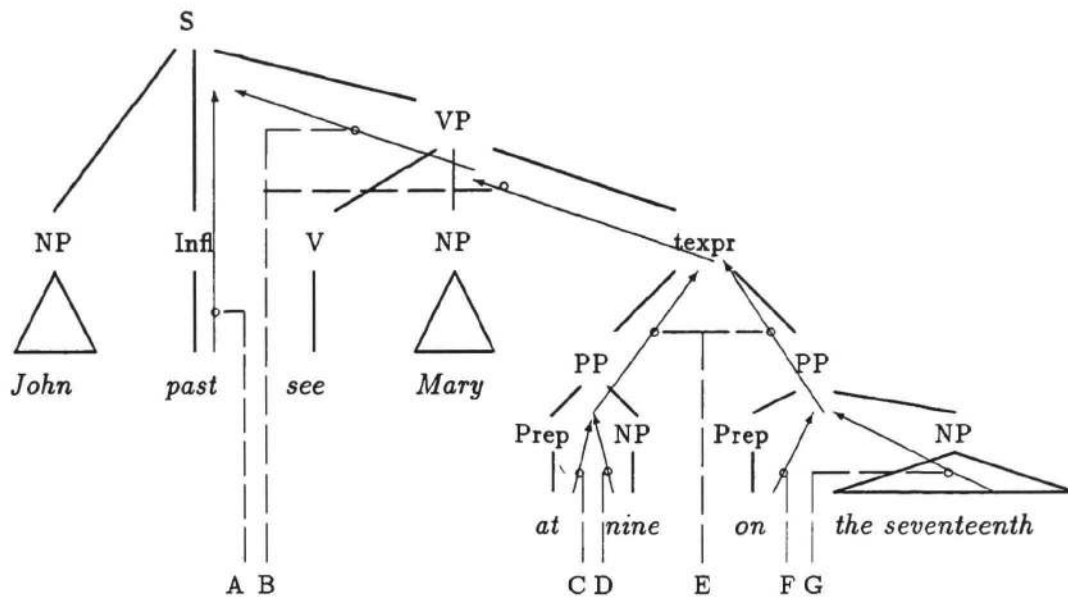 S
VP
NP Infl V NP texpr
PP PP
John past see Mary
Prep NP Prep NP
at nine on the seventeenth
A B C D E F G